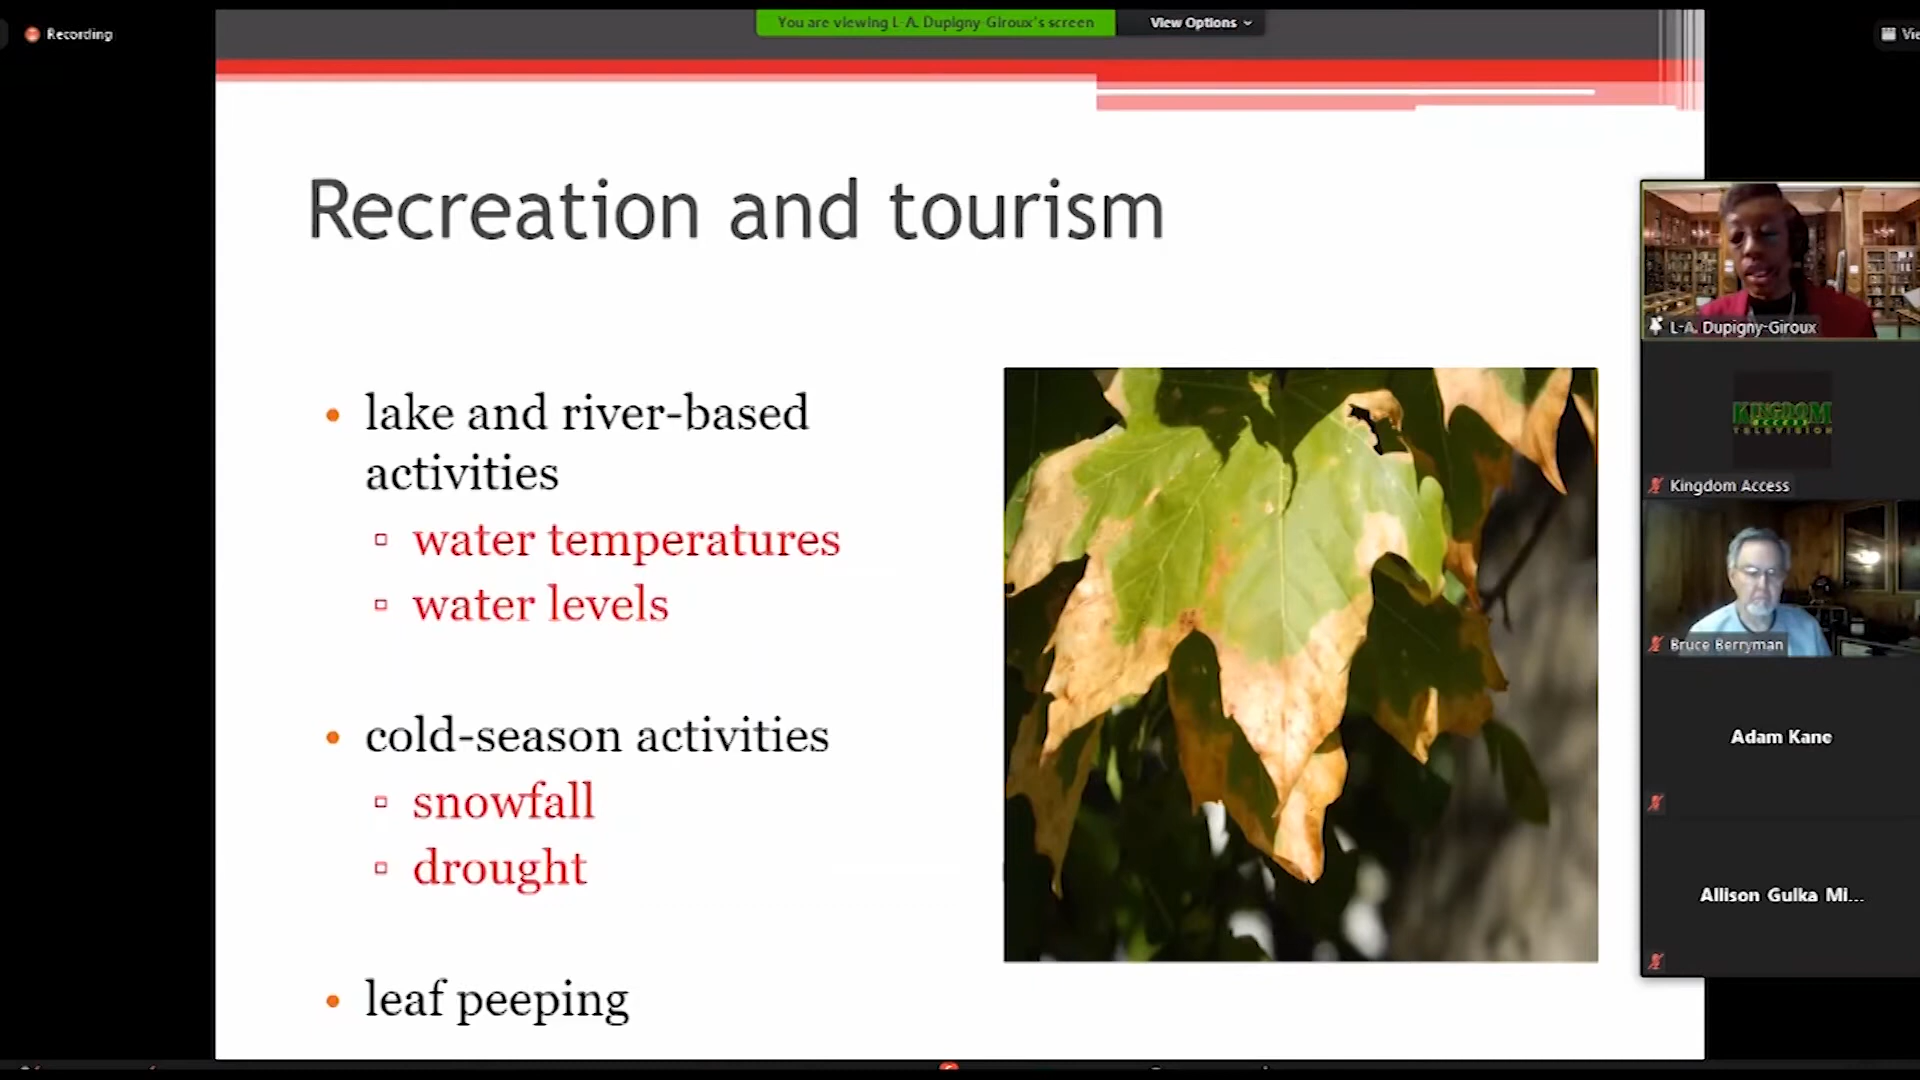 Recording
You are viewing L-A. Dupigny-Giroux's screen
View Options
Recreation and tourism
lake and river-based
activities
water temperatures
water levels
cold-season activities
snowfall
drought
leaf peeping
L-A. Dupigny-Giroux
KINGDOM
ACCESS
TELEVISION
Kingdom Access
Bruce Berryman
Adam Kane
Allison Gulka Mi...